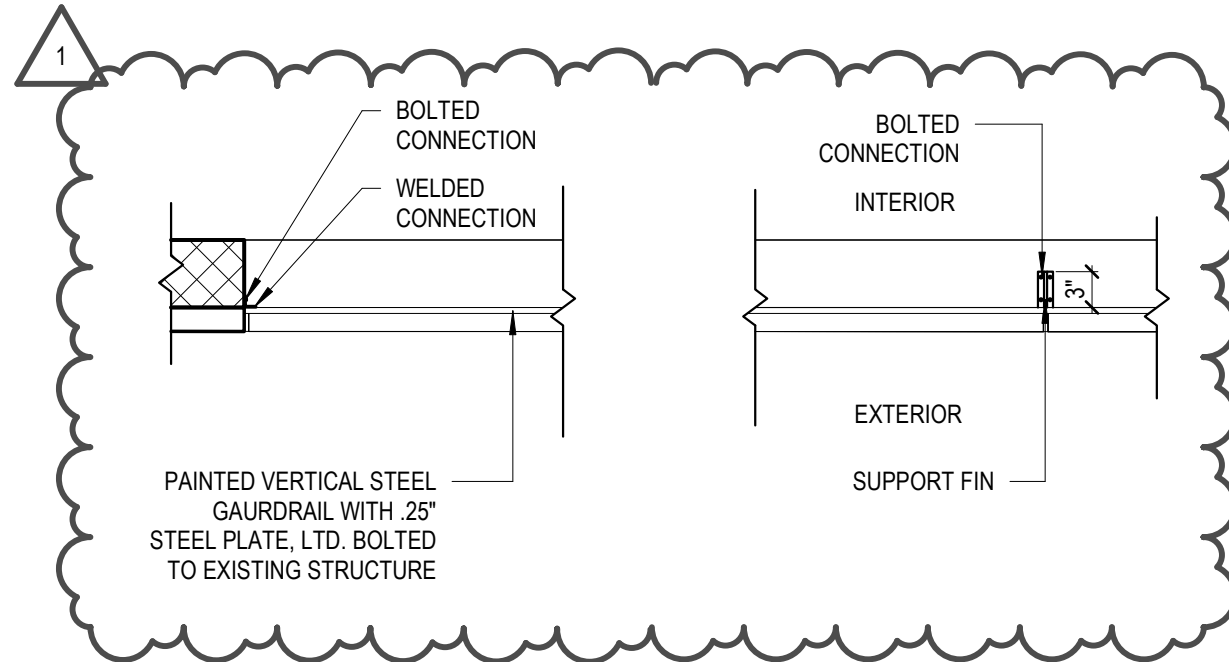 1
BOLTED
CONNECTION
WELDED
CONNECTION
PAINTED VERTICAL STEEL
GAURDRAIL WITH .25"
STEEL PLATE, LTD. BOLTED
TO EXISTING STRUCTURE
BOLTED
CONNECTION
INTERIOR
3"
EXTERIOR
SUPPORT FIN